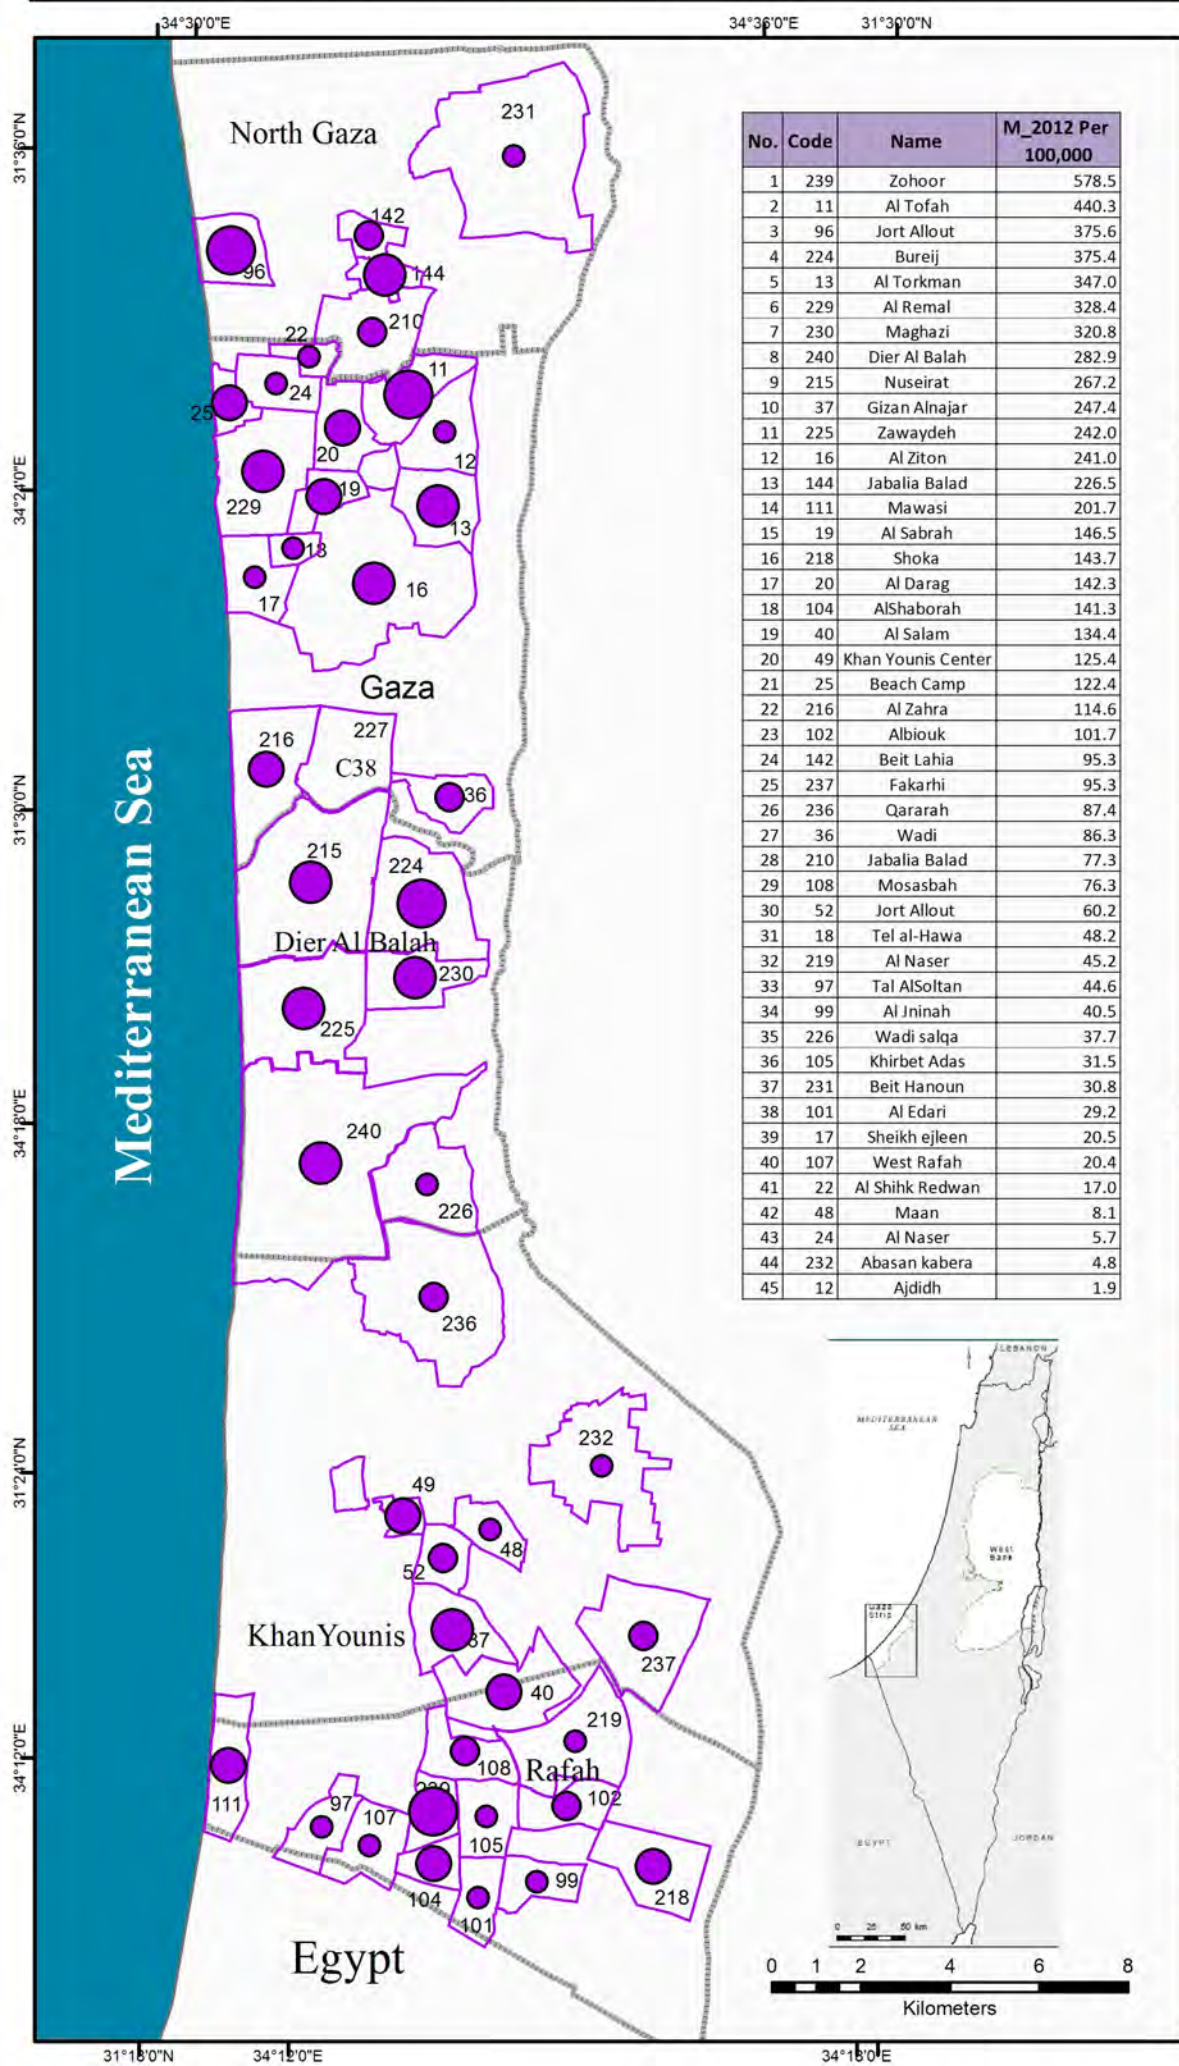 34°30'0"E
34°36'0"E
31°30'0"N
31°36'0"N
34°24'0"E
31°30'0"N
34°18'0"E
31°24'0"N
34°12'0"E
31°18'0"N
34°12'0"E
34°18'0"E
Mediterranean Sea
North Gaza
231
142
96
144
210
22
11
24
25
20
12
229
19
13
18
17
16
Gaza
216
227
C38
36
215
224
Dier Al Balah
230
225
240
226
236
232
49
48
52
KhanYounis
37
237
40
219
108
Rafah
111
97
107
239
102
105
104
99
218
101
Egypt
No. Code Name M_2012 Per 100,000
1 239 Zohoor 578.5
2 11 Al Tofah 440.3
3 96 Jort Allout 375.6
4 224 Bureij 375.4
5 13 Al Torkman 347.0
6 229 Al Remal 328.4
7 230 Maghazi 320.8
8 240 Dier Al Balah 282.9
9 215 Nuseirat 267.2
10 37 Gizan Alnajar 247.4
11 225 Zawaydeh 242.0
12 16 Al Ziton 241.0
13 144 Jabalia Balad 226.5
14 111 Mawasi 201.7
15 19 Al Sabrah 146.5
16 218 Shoka 143.7
17 20 Al Darag 142.3
18 104 AlShaborah 141.3
19 40 Al Salam 134.4
20 49 Khan Younis Center 125.4
21 25 Beach Camp 122.4
22 216 Al Zahra 114.6
23 102 Albiouk 101.7
24 142 Beit Lahia 95.3
25 237 Fakarhi 95.3
26 236 Qararah 87.4
27 36 Wadi 86.3
28 210 Jabalia Balad 77.3
29 108 Mosasbah 76.3
30 52 Jort Allout 60.2
31 18 Tel al-Hawa 48.2
32 219 Al Naser 45.2
33 97 Tal AlSoltan 44.6
34 99 Al Jninah 40.5
35 226 Wadi salqa 37.7
36 105 Khirbet Adas 31.5
37 231 Beit Hanoun 30.8
38 101 Al Edari 29.2
39 17 Sheikh ejleen 20.5
40 107 West Rafah 20.4
41 22 Al Shihk Redwan 17.0
42 48 Maan 8.1
43 24 Al Naser 5.7
44 232 Abasan kabera 4.8
45 12 Ajdidh 1.9
LEBANON
MEDITERRANEAN
SEA
West
Bank
Gaza
Strip
EGYPT
JORDAN
0 25 50 km
0 1 2 4 6 8
Kilometers